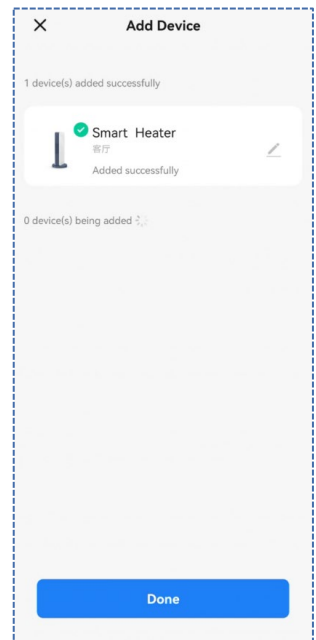 Add Device
1 device(s) added successfully
Smart Heater
客厅
Added successfully
0 device(s) being added
Done